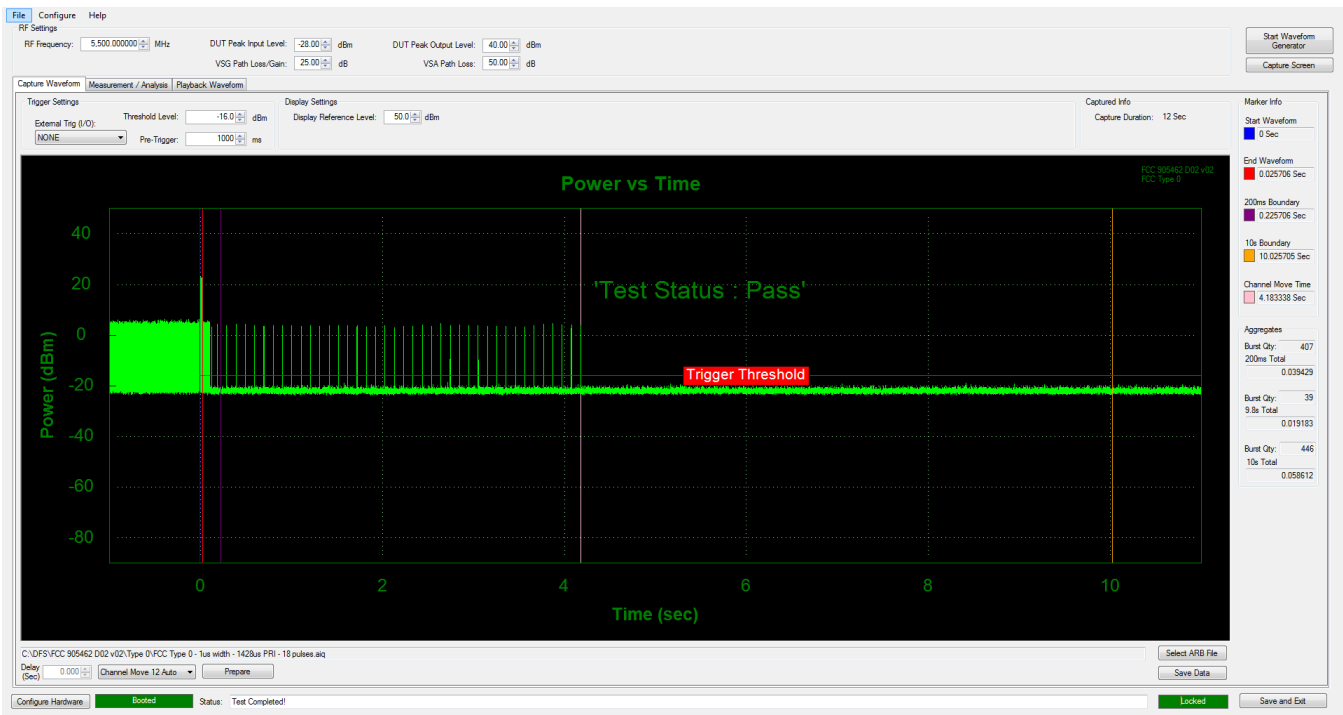 File Configure Help
RF Settings
RF Frequency: 5,500.000000 MHz DUT Peak Input Level: -28.00 dBm DUT Peak Output Level: 40.00 dBm
VSG Path Loss/Gain: 25.00 dB VSA Path Loss: 50.00 dB
Start Waveform
Generator
Capture Screen
Capture Waveform Measurement / Analysis Playback Waveform
Trigger Settings
External Trig (I/O):
NONE
Threshold Level: -16.0 dBm
Pre-Trigger: 1000 ms
Display Settings
Display Reference Level: 50.0 dBm
Captured Info
Capture Duration: 12 Sec
Power vs Time
FCC 905462 D02 v02
FCC Type 0
'Test Status : Pass'
Trigger Threshold
Power (dBm)
40
20
0
-20
-40
-60
-80
0 2 4 6 8 10
Time (sec)
Marker Info
Start Waveform
0 Sec
End Waveform
0.025706 Sec
200ms Boundary
0.225706 Sec
10s Boundary
10.025705 Sec
Channel Move Time
4.183338 Sec
Aggregates
Burst Qty: 407
200ms Total
0.039429
Burst Qty: 39
9.8s Total
0.019183
Burst Qty: 446
10s Total
0.058612
C:\DFS\FCC 905462 D02 v02\Type 0\FCC Type 0 - 1us width - 1428us PRI - 18 pulses.aiq
Select ARB File
Delay
(Sec) 0.000 Channel Move 12 Auto Prepare
Save Data
Configure Hardware Booted Status: Test Completed! Locked Save and Exit